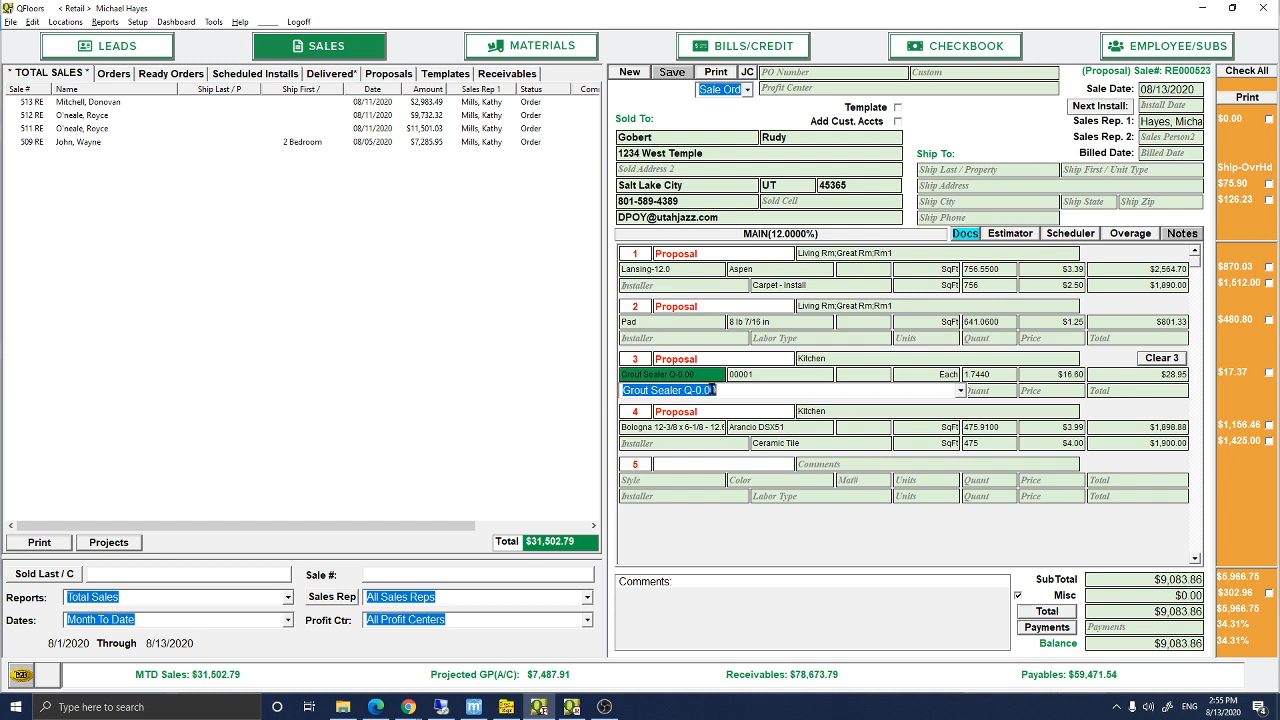 QFloors < Retail > Michael Hayes
File Edit Locations Reports Setup Dashboard Tools Help Logoff
LEADS SALES MATERIALS BILLS/CREDIT CHECKBOOK EMPLOYEE/SUBS
* TOTAL SALES * Orders Ready Orders Scheduled Installs Delivered* Proposals Templates Receivables
Sale # Name Ship Last / P Ship First / Date Amount Sales Rep 1 Status Comm
513 RE Mitchell, Donovan 08/11/2020 $2,983.49 Mills, Kathy Order
512 RE O'neale, Royce 08/11/2020 $9,732.32 Mills, Kathy Order
511 RE O'neale, Royce 08/11/2020 $11,501.03 Mills, Kathy Order
509 RE John, Wayne 2 Bedroom 08/05/2020 $7,285.95 Mills, Kathy Order
Print Projects Total $31,502.79
Sold Last / C Sale #:
Reports: Total Sales Sales Rep All Sales Reps
Dates: Month To Date Profit Ctr: All Profit Centers
8/1/2020 Through 8/13/2020
New Save Print JC PO Number Custom (Proposal) Sale#: RE000523
Sale Ord Profit Center Sale Date: 08/13/2020
Template Next Install: Install Date
Add Cust. Accts Sales Rep. 1: Hayes, Micha
Sold To: Sales Rep. 2: Sales Person2
Gobert Rudy Billed Date: Billed Date
1234 West Temple Ship To:
Sold Address 2 Ship Last / Property Ship First / Unit Type
Salt Lake City UT 45365 Ship Address
801-589-4389 Sold Cell Ship City Ship State Ship Zip
DPOY@utahjazz.com Ship Phone
MAIN(12.0000%) Docs Estimator Scheduler Overage Notes
1 Proposal Living Rm;Great Rm;Rm1
Lansing-12.0 Aspen SqFt 756.5500 $3.39 $2,564.70
Installer Carpet - Install SqFt 756 $2.50 $1,890.00
2 Proposal Living Rm;Great Rm;Rm1
Pad 8 lb 7/16 in SqFt 641.0600 $1.25 $801.33
Installer Labor Type Units Quant Price Total
3 Proposal Kitchen Clear 3
Grout Sealer Q-0.00 00001 Each 1.7440 $16.60 $28.95
Grout Sealer Q-0.00 Quant Price Total
4 Proposal Kitchen
Bologna 12-3/8 x 6-1/8 - 12.6 Arancio DSX51 SqFt 475.9100 $3.99 $1,898.88
Installer Ceramic Tile SqFt 475 $4.00 $1,900.00
5 Comments
Style Color Mat# Units Quant Price Total
Installer Labor Type Units Quant Price Total
Comments: SubTotal $9,083.86
Misc $0.00
Total $9,083.86
Payments Payments
Balance $9,083.86
Check All
Print
$0.00
Ship-OvrHd
$75.90
$126.23
$870.03
$1,512.00
$480.80
$17.37
$1,156.46
$1,425.00
$5,966.75
$302.96
$5,966.75
34.31%
34.31%
MTD Sales: $31,502.79 Projected GP(A/C): $7,487.91 Receivables: $78,673.79 Payables: $59,471.54
Type here to search ENG 2:55 PM
8/13/2020